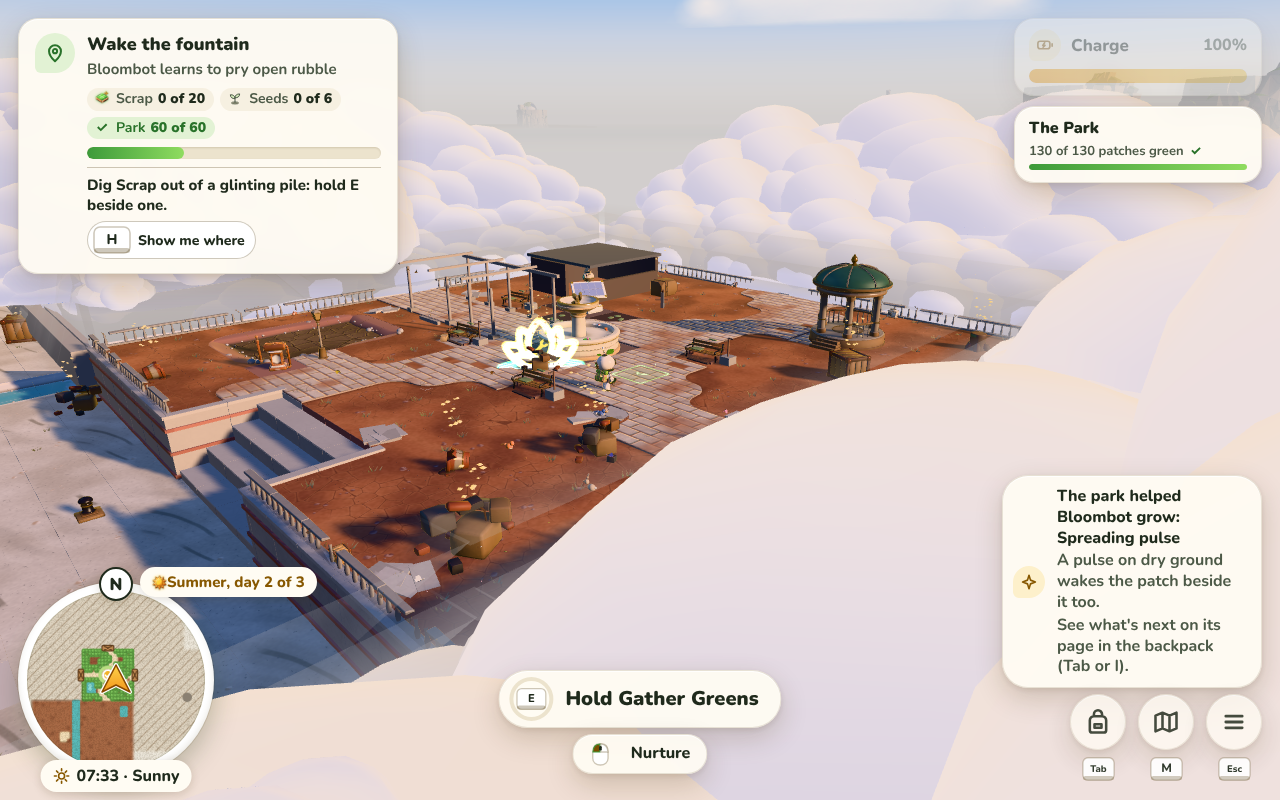 Wake the fountain
Bloombot learns to pry open rubble
Scrap 0 of 20
Seeds 0 of 6
Park 60 of 60
Dig Scrap out of a glinting pile: hold E
beside one.
H
Show me where
Charge
100%
The Park
130 of 130 patches green
The park helped
Bloombot grow:
Spreading pulse
A pulse on dry ground
wakes the patch beside
it too.
See what's next on its
page in the backpack
(Tab or I).
N
Summer, day 2 of 3
07:33 · Sunny
E
Hold Gather Greens
Nurture
Tab
M
Esc